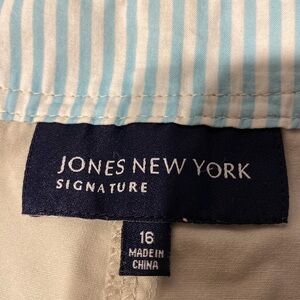 JONES NEW YORK
SIGNATURE
16
MADE IN
CHINA